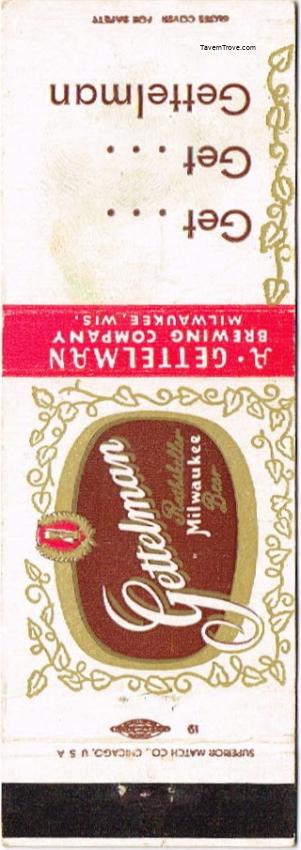 TavernTrove.com
CLOSE COVER FOR SAFETY
Get . . .
Get . . .
Gettelman
A. GETTELMAN
BREWING COMPANY
MILWAUKEE, WIS.
Gettelman
Rathskeller
Milwaukee
Beer
19
SUPERIOR MATCH CO., CHICAGO, U S A